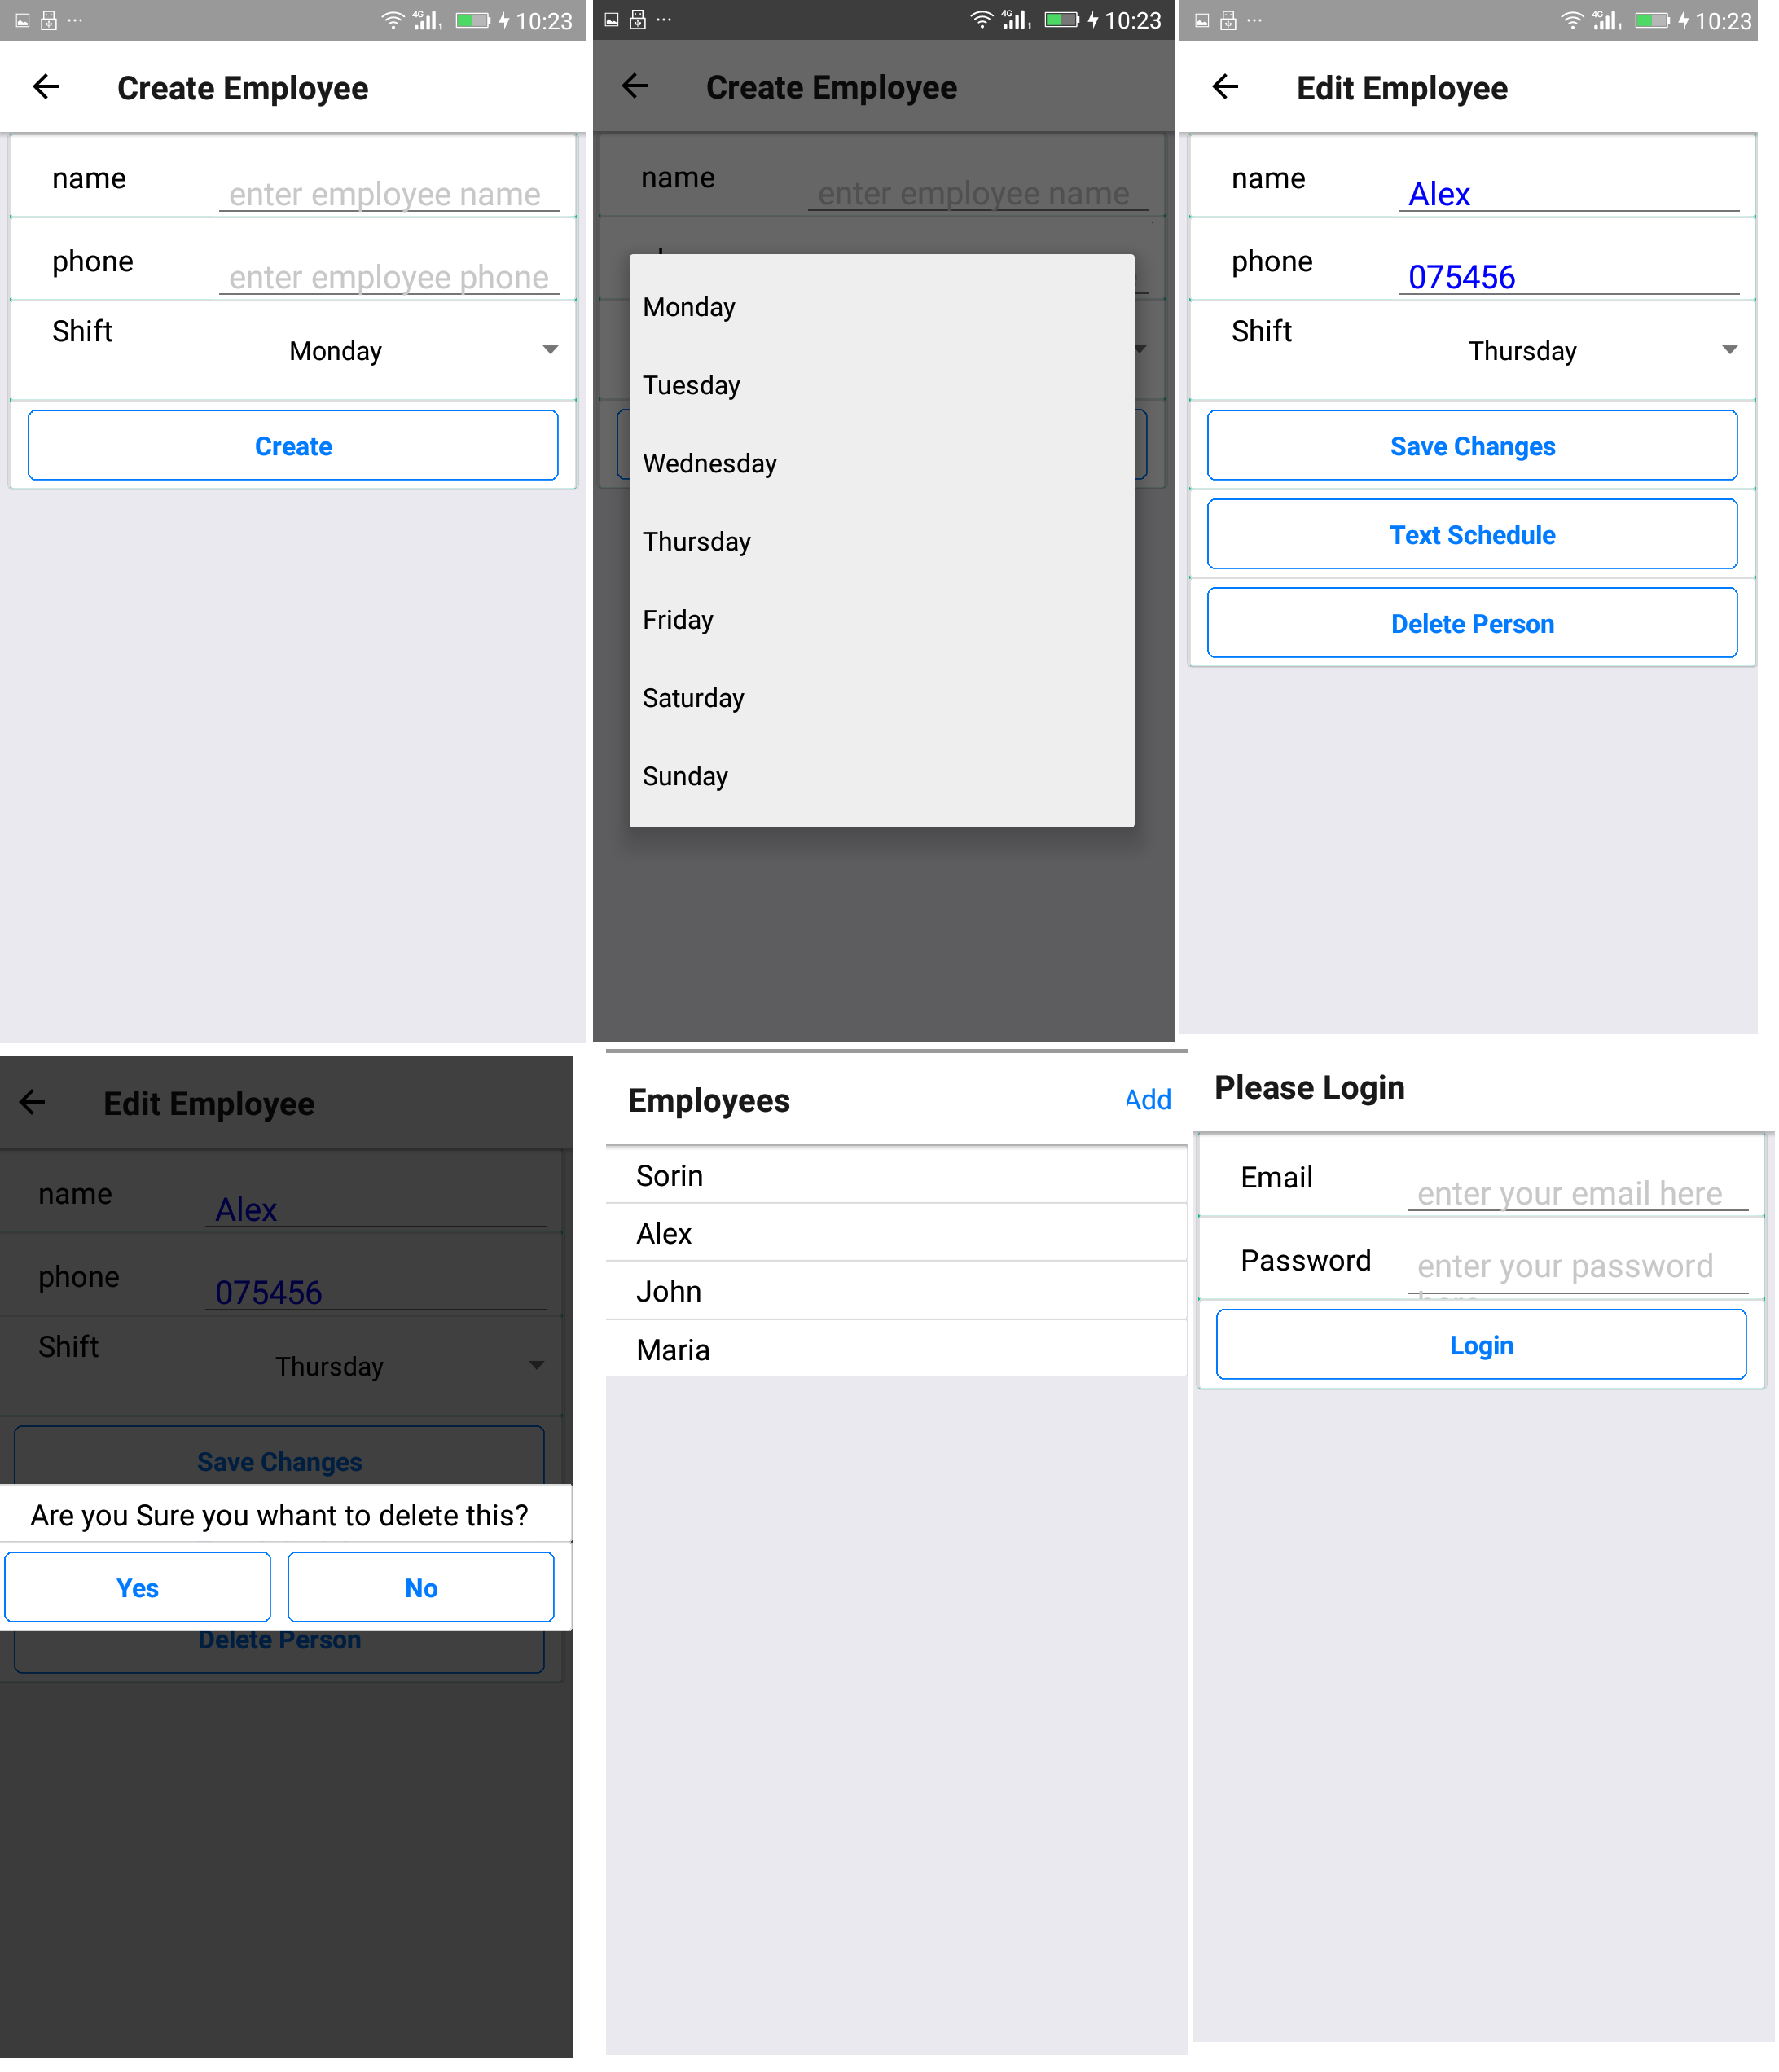 4G 10:23
Create Employee
name enter employee name
phone enter employee phone
Shift
Monday
Create
4G 10:23
Create Employee
name enter employee name
Monday
Tuesday
Wednesday
Thursday
Friday
Saturday
Sunday
4G 10:23
Edit Employee
name Alex
phone 075456
Shift
Thursday
Save Changes
Text Schedule
Delete Person
Edit Employee
name Alex
phone 075456
Shift
Thursday
Save Changes
Are you Sure you whant to delete this?
Yes No
Delete Person
Employees Add
Sorin
Alex
John
Maria
Please Login
Email enter your email here
Password enter your password
Login